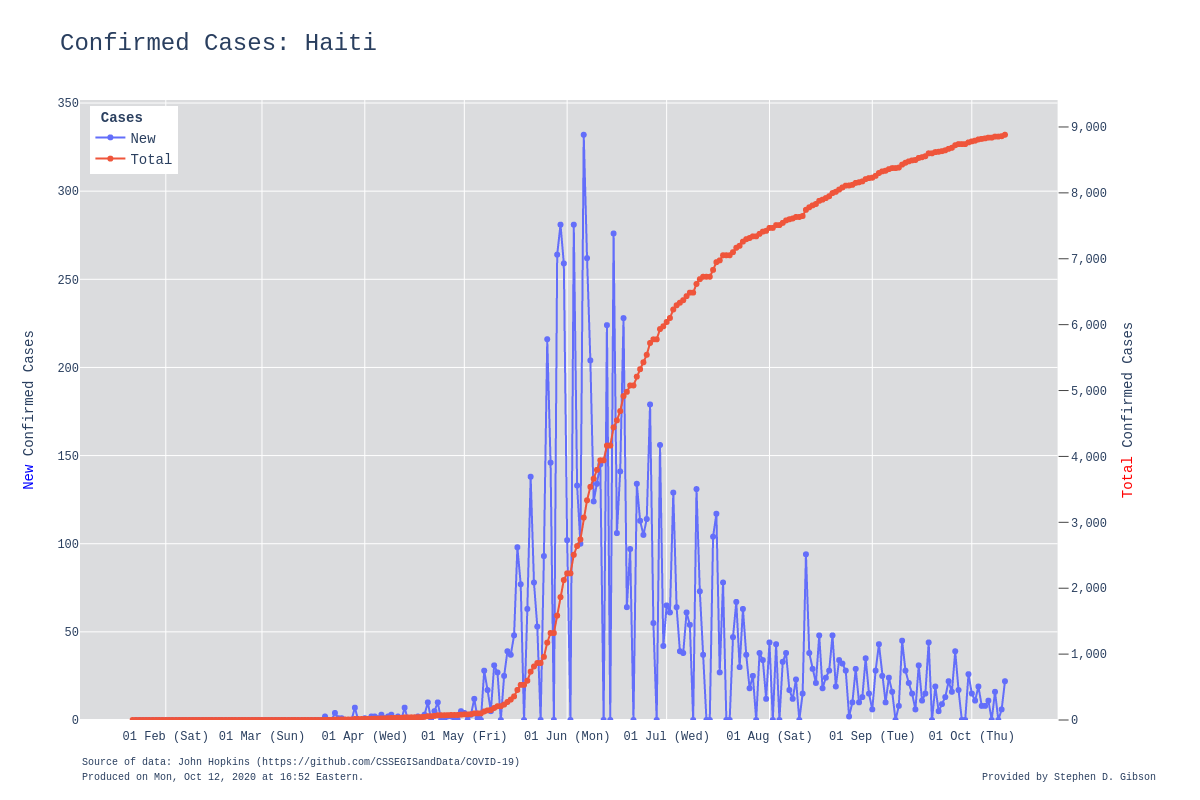 Confirmed Cases: Haiti
Cases
New
Total
350
300
250
200
150
100
50
0
New Confirmed Cases
9,000
8,000
7,000
6,000
5,000
4,000
3,000
2,000
1,000
0
Total Confirmed Cases
01 Feb (Sat) 01 Mar (Sun) 01 Apr (Wed) 01 May (Fri) 01 Jun (Mon) 01 Jul (Wed) 01 Aug (Sat) 01 Sep (Tue) 01 Oct (Thu)
Source of data: John Hopkins (https://github.com/CSSEGISandData/COVID-19)
Produced on Mon, Oct 12, 2020 at 16:52 Eastern.
Provided by Stephen D. Gibson